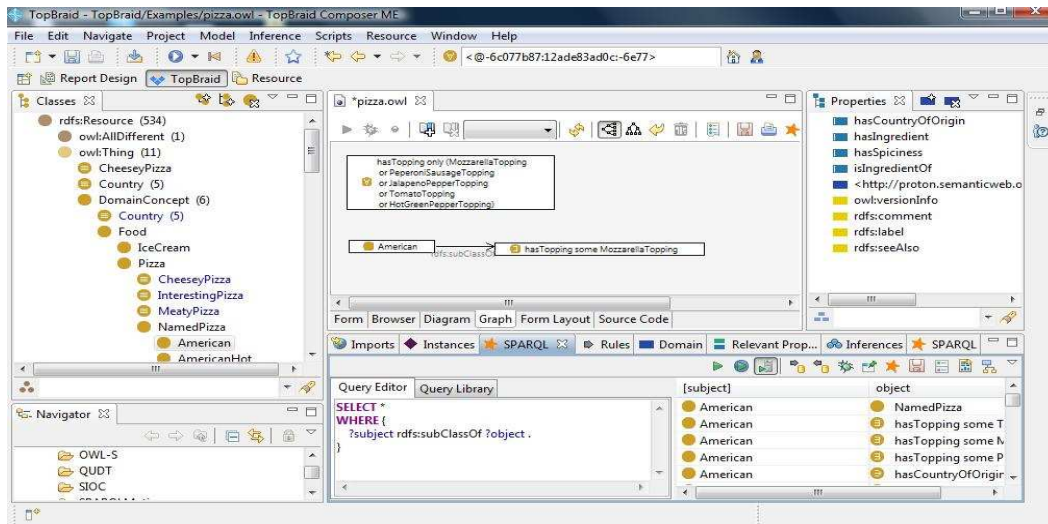 TopBraid - TopBraid/Examples/pizza.owl - TopBraid Composer ME
File Edit Navigate Project Model Inference Scripts Resource Window Help
<@-6c077b87:12ade83ad0c:-6e77>
Report Design TopBraid Resource
Classes
rdfs:Resource (534)
owl:AllDifferent (1)
owl:Thing (11)
CheeseyPizza
Country (5)
DomainConcept (6)
Country (5)
Food
IceCream
Pizza
CheeseyPizza
InterestingPizza
MeatyPizza
NamedPizza
American
AmericanHot
Navigator
OWL-S
QUDT
SIOC
*pizza.owl
hasTopping only (MozzarellaTopping
or PeperoniSausageTopping
or JalapenoPepperTopping
or TomatoTopping
or HotGreenPepperTopping)
American
rdfs:subClassOf
hasTopping some MozzarellaTopping
Form Browser Diagram Graph Form Layout Source Code
Properties
hasCountryOfOrigin
hasIngredient
hasSpiciness
isIngredientOf
<http://proton.semanticweb.o
owl:versionInfo
rdfs:comment
rdfs:label
rdfs:seeAlso
Imports Instances SPARQL Rules Domain Relevant Prop... Inferences SPARQL
Query Editor Query Library
SELECT *
WHERE {
?subject rdfs:subClassOf ?object .
}
[subject] object
American NamedPizza
American hasTopping some T
American hasTopping some M
American hasTopping some P
American hasCountryOfOrigin